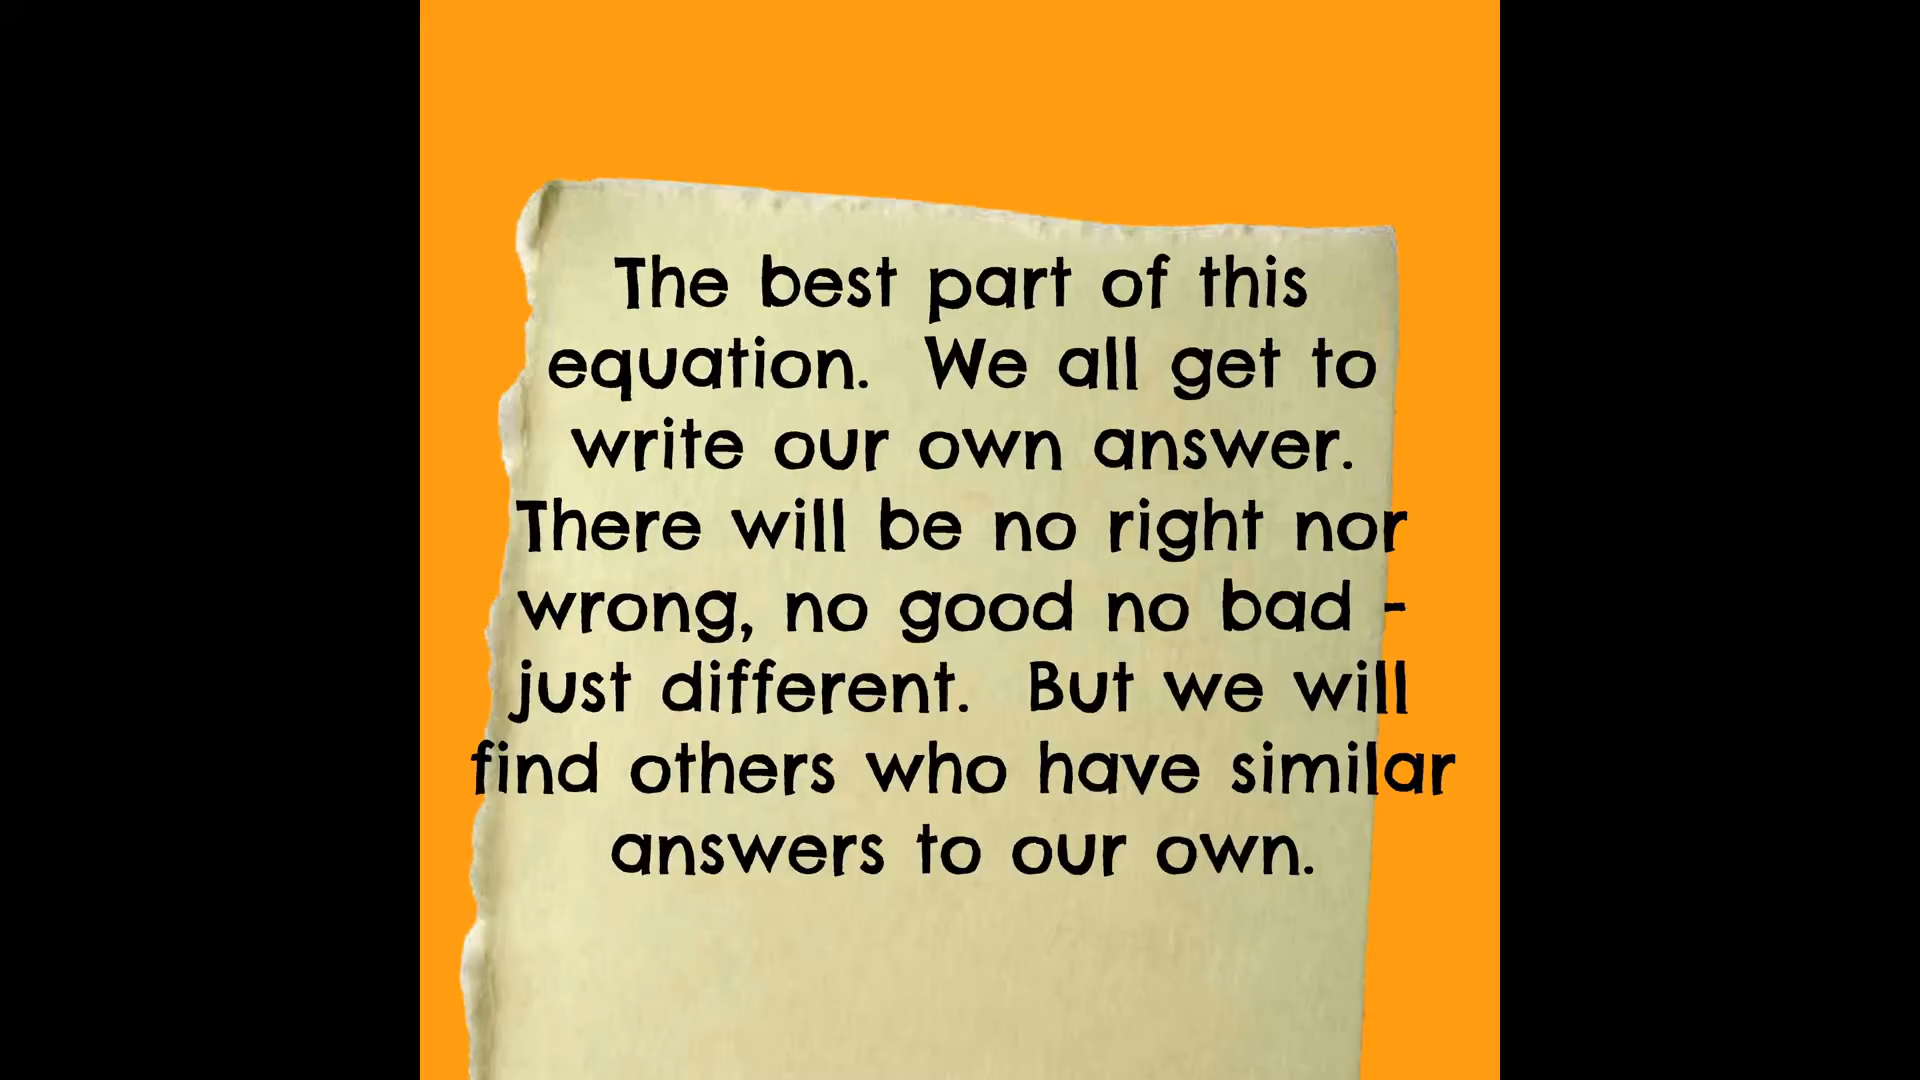 The best part of this
equation.  We all get to
write our own answer.
There will be no right nor
wrong, no good no bad -
just different.  But we will
find others who have similar
answers to our own.